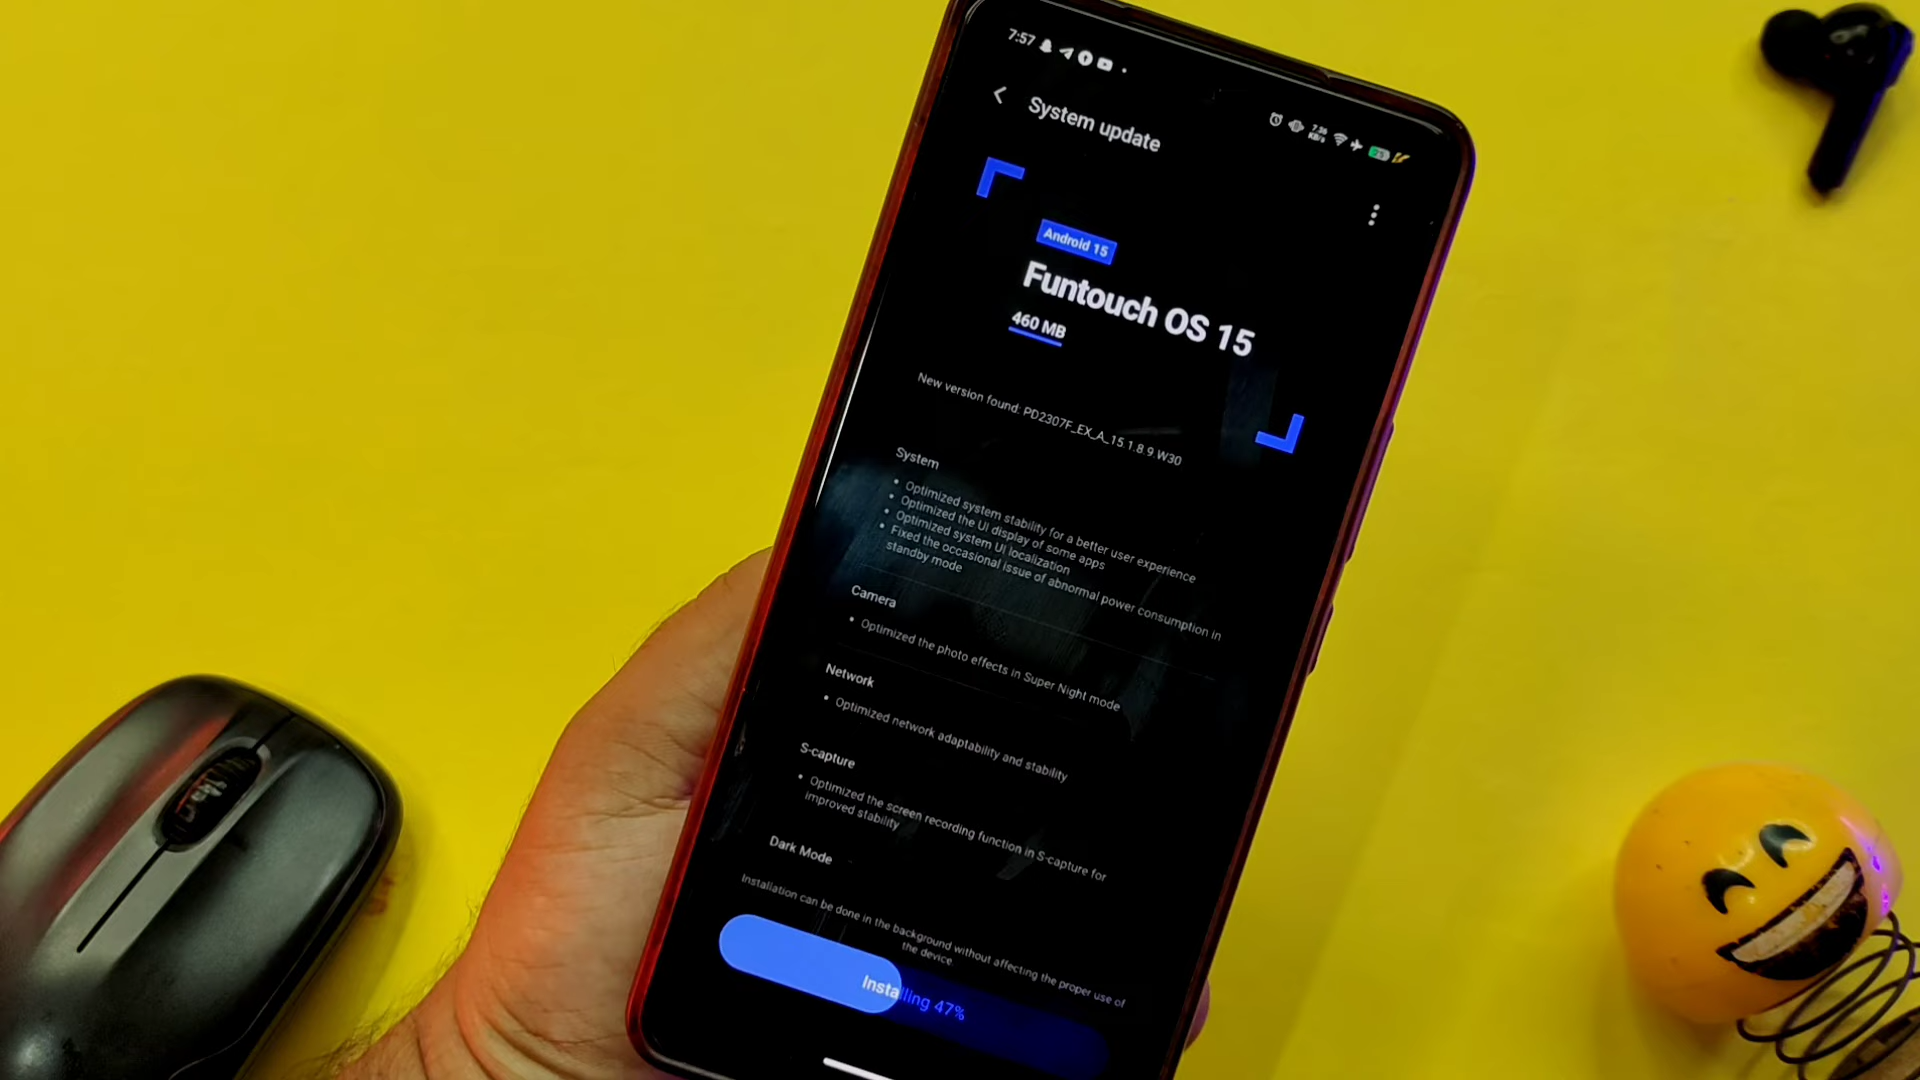 7:57
7.36
KB/s
System update
Android 15
Funtouch OS 15
460 MB
New version found: PD2307F_EX_A_15.1.8.9.W30
System
• Optimized system stability for a better user experience
• Optimized the UI display of some apps
• Optimized system UI localization
• Fixed the occasional issue of abnormal power consumption in
standby mode
Camera
• Optimized the photo effects in Super Night mode
Network
• Optimized network adaptability and stability
S-capture
• Optimized the screen recording function in S-capture for
improved stability
Dark Mode
Installation can be done in the background without affecting the proper use of
the device.
Installing 47%